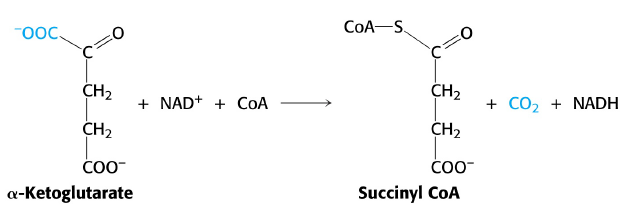 ⁻OOC O CoA—S O
C C
CH₂ CH₂
+ NAD⁺ + CoA ⟶ + CO₂ + NADH
CH₂ CH₂
COO⁻ COO⁻
α-Ketoglutarate Succinyl CoA